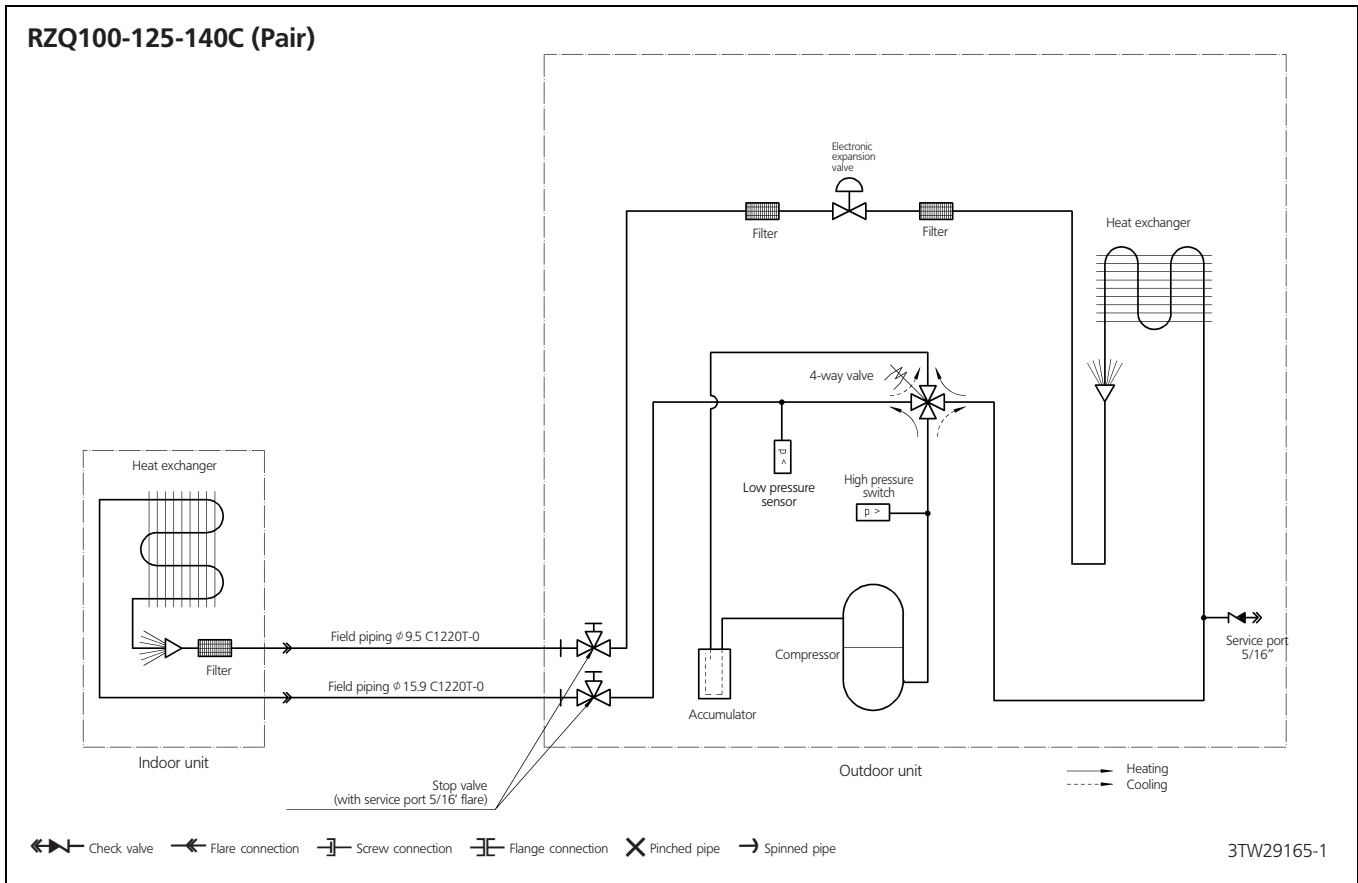 RZQ100-125-140C (Pair)
Electronic
expansion
valve
Filter
Filter
Heat exchanger
4-way valve
Heat exchanger
p <
Low pressure
sensor
High pressure
switch
p >
Field piping φ 9.5 C1220T-0
Filter
Field piping φ 15.9 C1220T-0
Compressor
Accumulator
Service port
5/16"
Indoor unit
Outdoor unit
Heating
Cooling
Stop valve
(with service port 5/16' flare)
Check valve
Flare connection
Screw connection
Flange connection
Pinched pipe
Spinned pipe
3TW29165-1